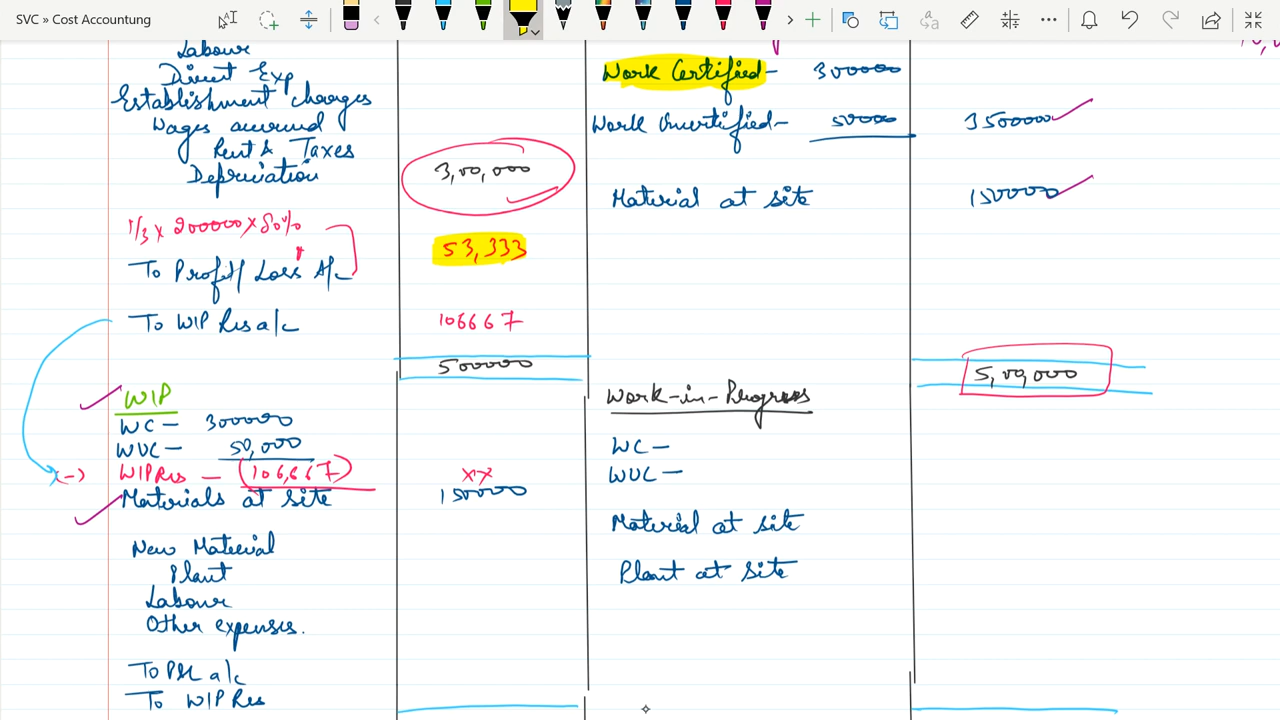 SVC » Cost Accountung
Labour
Direct Exp
Establishment charges
Wages accrued
Rent & Taxes
Depreciation
3,00,000
1/3 x 200000 x 80%
53,333
To Profit/Loss A/c
To WIP Res a/c
106667
500000
Work Certified- 300000
Work Uncertified- 50000
350000
Material at site
150000
5,00,000
WIP
WC- 300000
WUC- 50,000
(-) WIP Res - (106,667)
xx
Materials at site
150000
New Material
Plant
Labour
Other expenses.
To P&L a/c
To WIP Res
Work-in-Progress
WC-
WUC-
Material at site
Plant at site